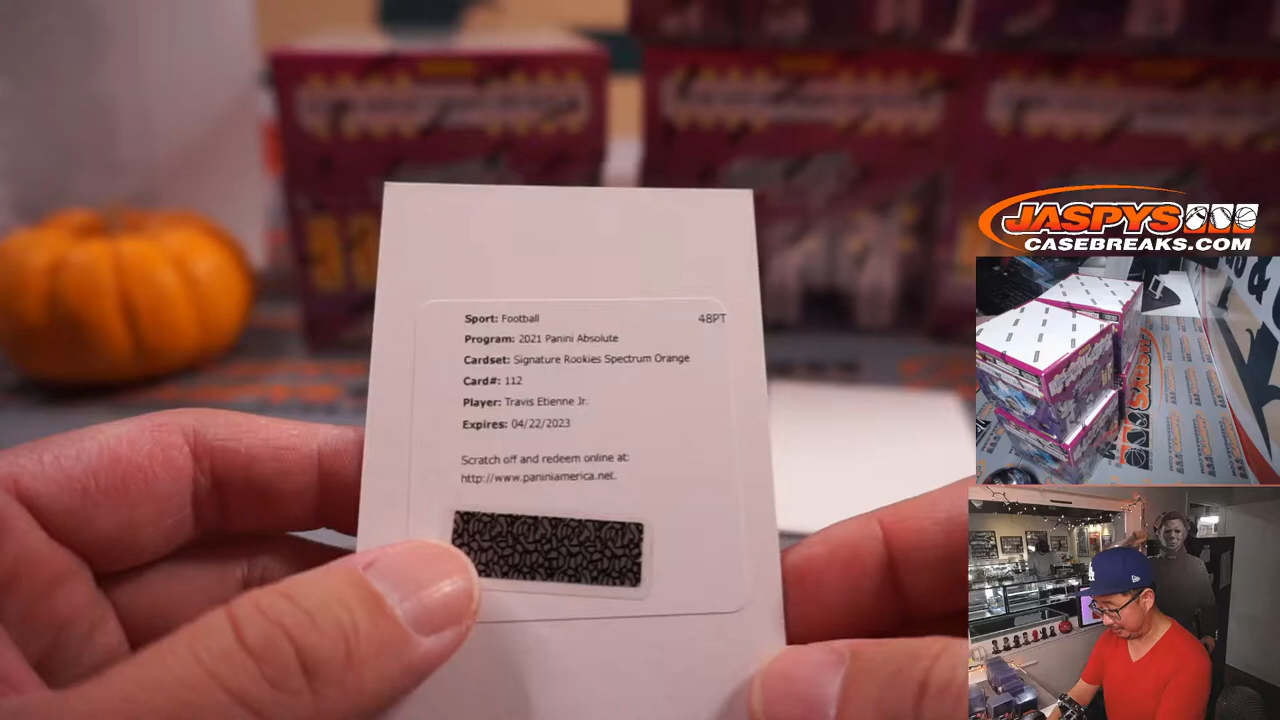 Sport: Football 48PT
Program: 2021 Panini Absolute
Cardset: Signature Rookies Spectrum Orange
Card#: 112
Player: Travis Etienne Jr.
Expires: 04/22/2023
Scratch off and redeem online at:
http://www.paniniamerica.net.
JASPYS
CASEBREAKS.COM